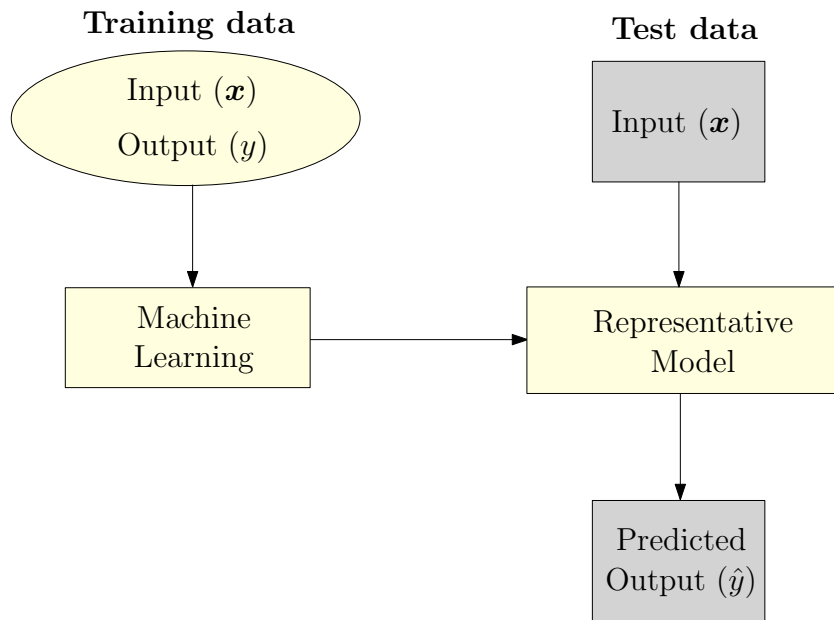 Training data
Input (𝒙)
Output (y)
Machine
Learning
Test data
Input (𝒙)
Representative
Model
Predicted
Output (ŷ)